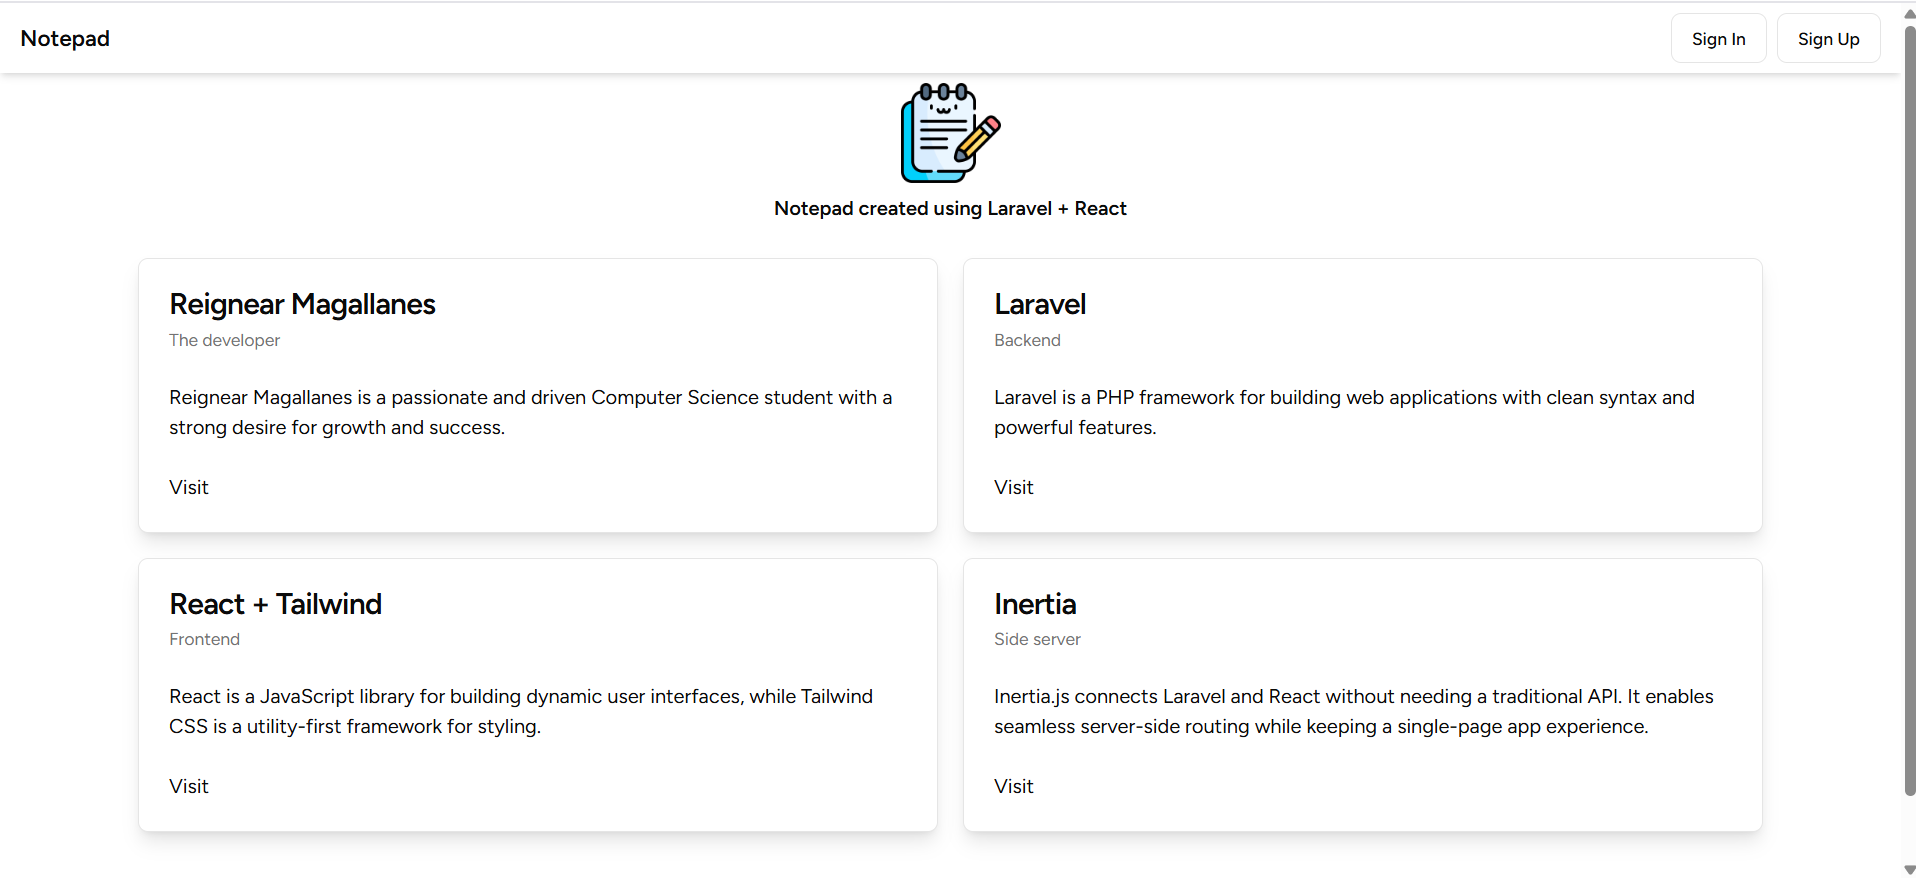 Notepad
Sign In
Sign Up
Notepad created using Laravel + React
Reignear Magallanes
The developer
Reignear Magallanes is a passionate and driven Computer Science student with a
strong desire for growth and success.
Visit
Laravel
Backend
Laravel is a PHP framework for building web applications with clean syntax and
powerful features.
Visit
React + Tailwind
Frontend
React is a JavaScript library for building dynamic user interfaces, while Tailwind
CSS is a utility-first framework for styling.
Visit
Inertia
Side server
Inertia.js connects Laravel and React without needing a traditional API. It enables
seamless server-side routing while keeping a single-page app experience.
Visit